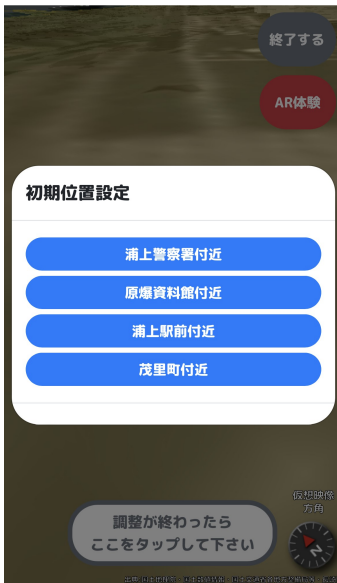 終了する
AR体験
初期位置設定
浦上警察署付近
原爆資料館付近
浦上駅前付近
茂里町付近
仮想映像
方角
調整が終わったら
ここをタップして下さい
N